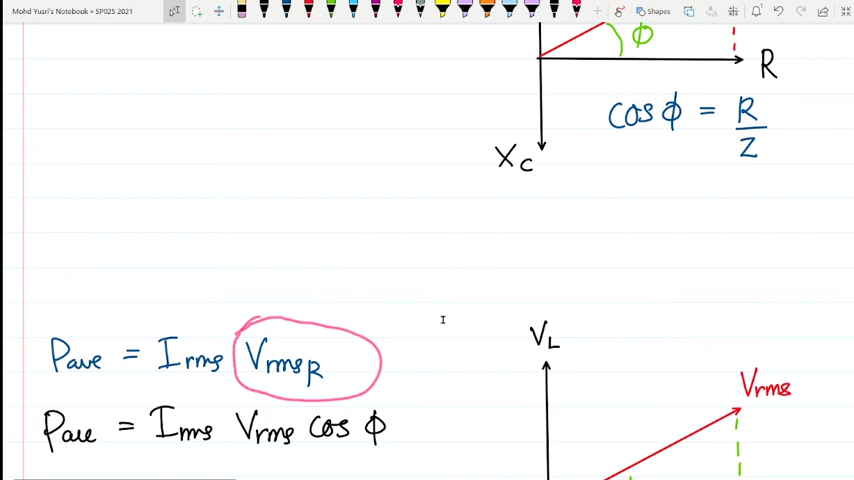 Mohd Yusri's Notebook » SP025 2021
Shapes
ϕ
R
cos ϕ = R/Z
Xc
VL
Pave = Irms VrmsR
Vrms
Pave = Irms Vrms cos ϕ